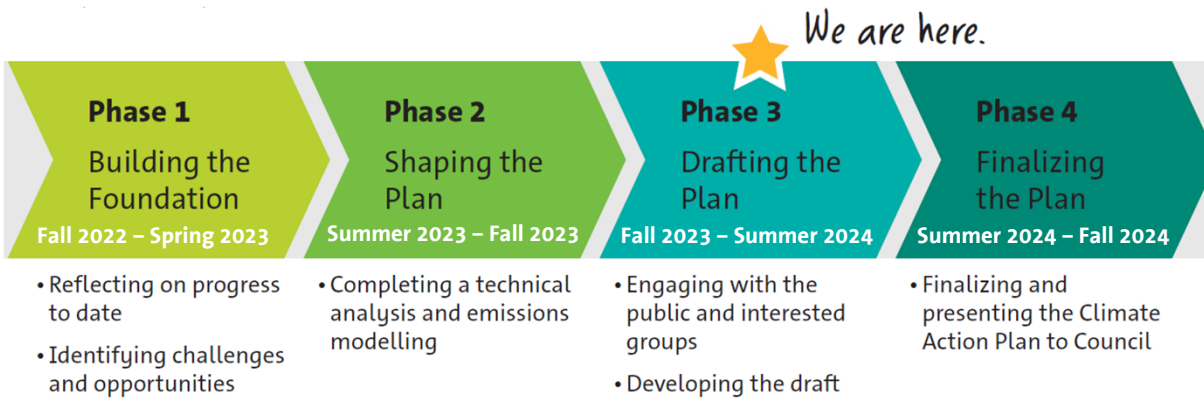 We are here.
Phase 1
Building the
Foundation
Fall 2022 – Spring 2023
• Reflecting on progress
to date
• Identifying challenges
and opportunities
Phase 2
Shaping the
Plan
Summer 2023 – Fall 2023
• Completing a technical
analysis and emissions
modelling
Phase 3
Drafting the
Plan
Fall 2023 – Summer 2024
• Engaging with the
public and interested
groups
• Developing the draft
Phase 4
Finalizing
the Plan
Summer 2024 – Fall 2024
• Finalizing and
presenting the Climate
Action Plan to Council